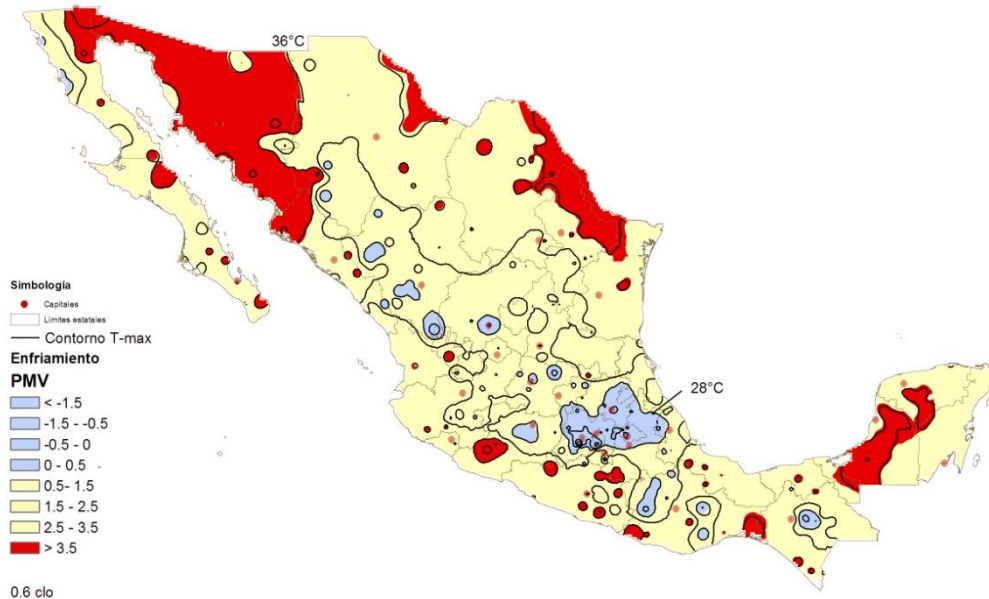 36°C
28°C
Simbología
Capitales
Limites estatales
Contorno T-max
Enfriamiento
PMV
< -1.5
-1.5 - -0.5
-0.5 - 0
0 - 0.5
0.5- 1.5
1.5 - 2.5
2.5 - 3.5
> 3.5
0.6 clo